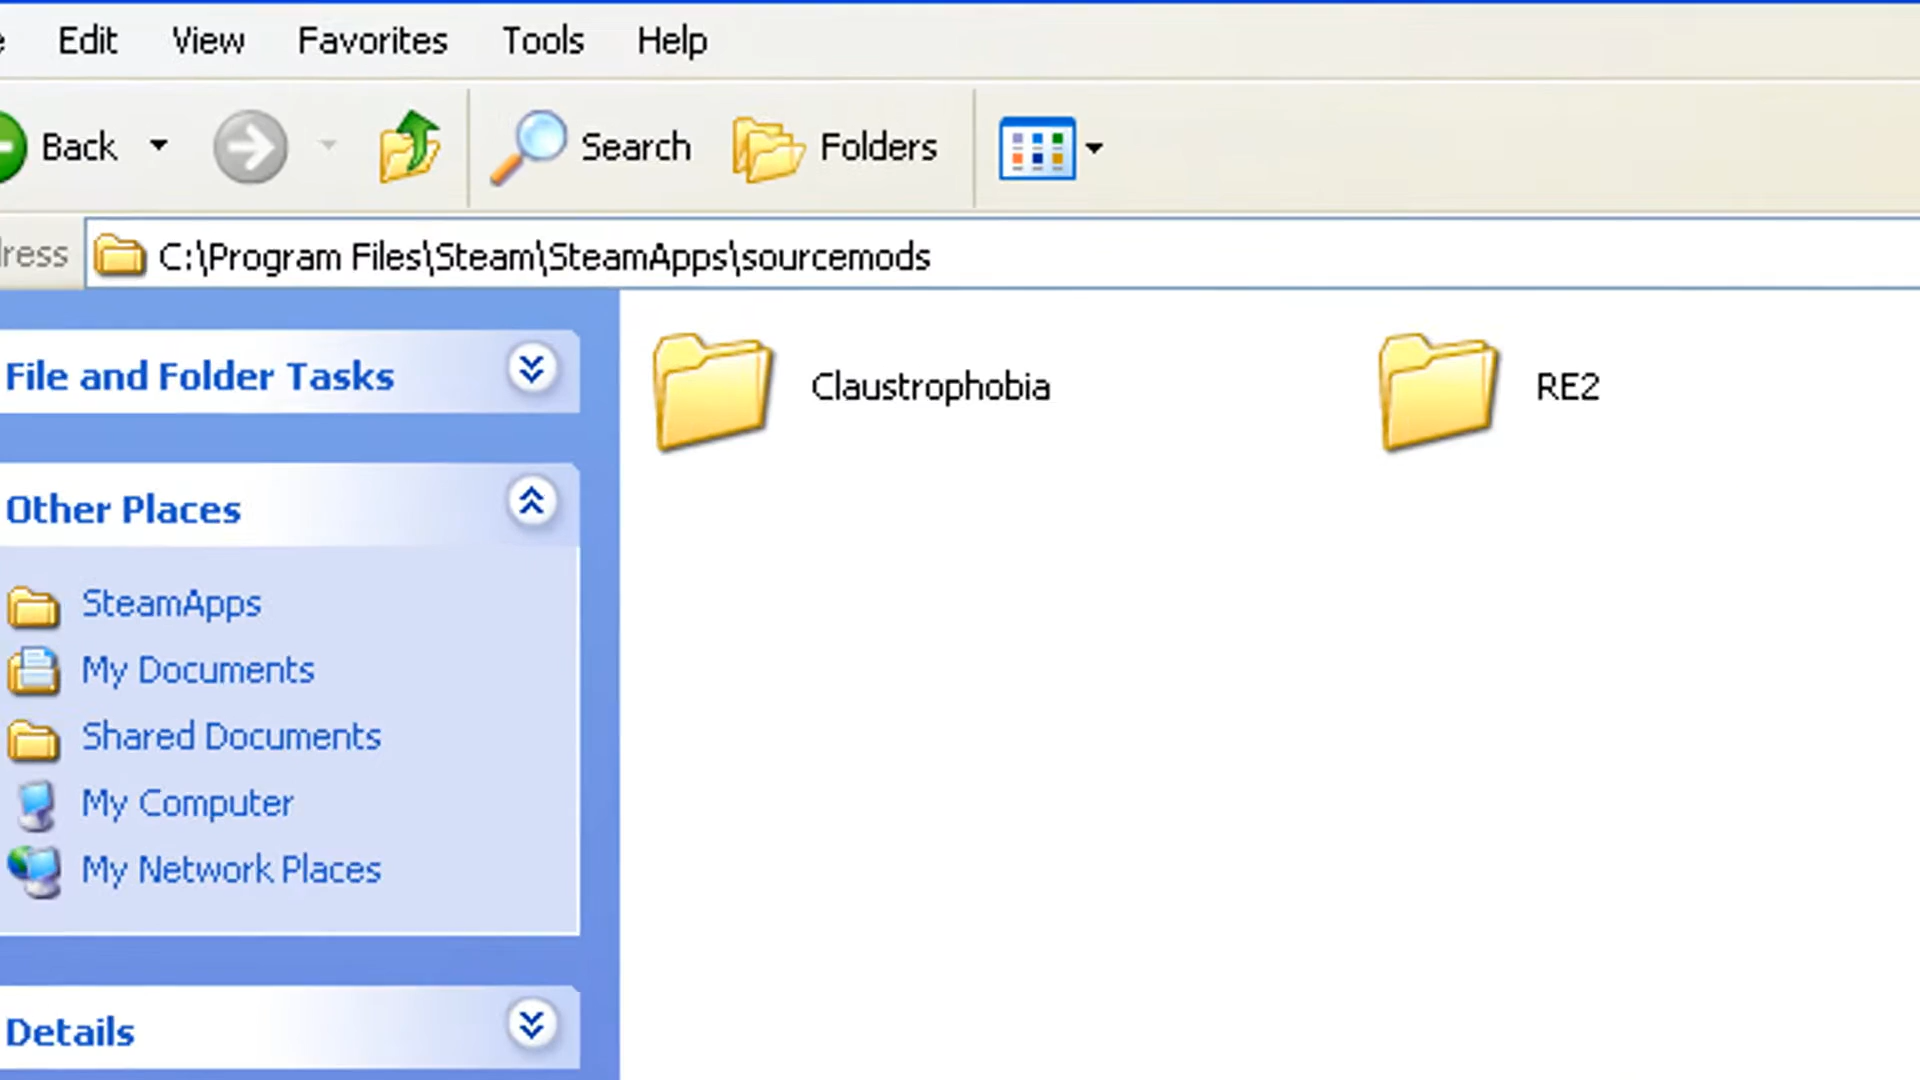 Edit View Favorites Tools Help
Back Search Folders
C:\Program Files\Steam\SteamApps\sourcemods
File and Folder Tasks
Claustrophobia RE2
Other Places
SteamApps
My Documents
Shared Documents
My Computer
My Network Places
Details